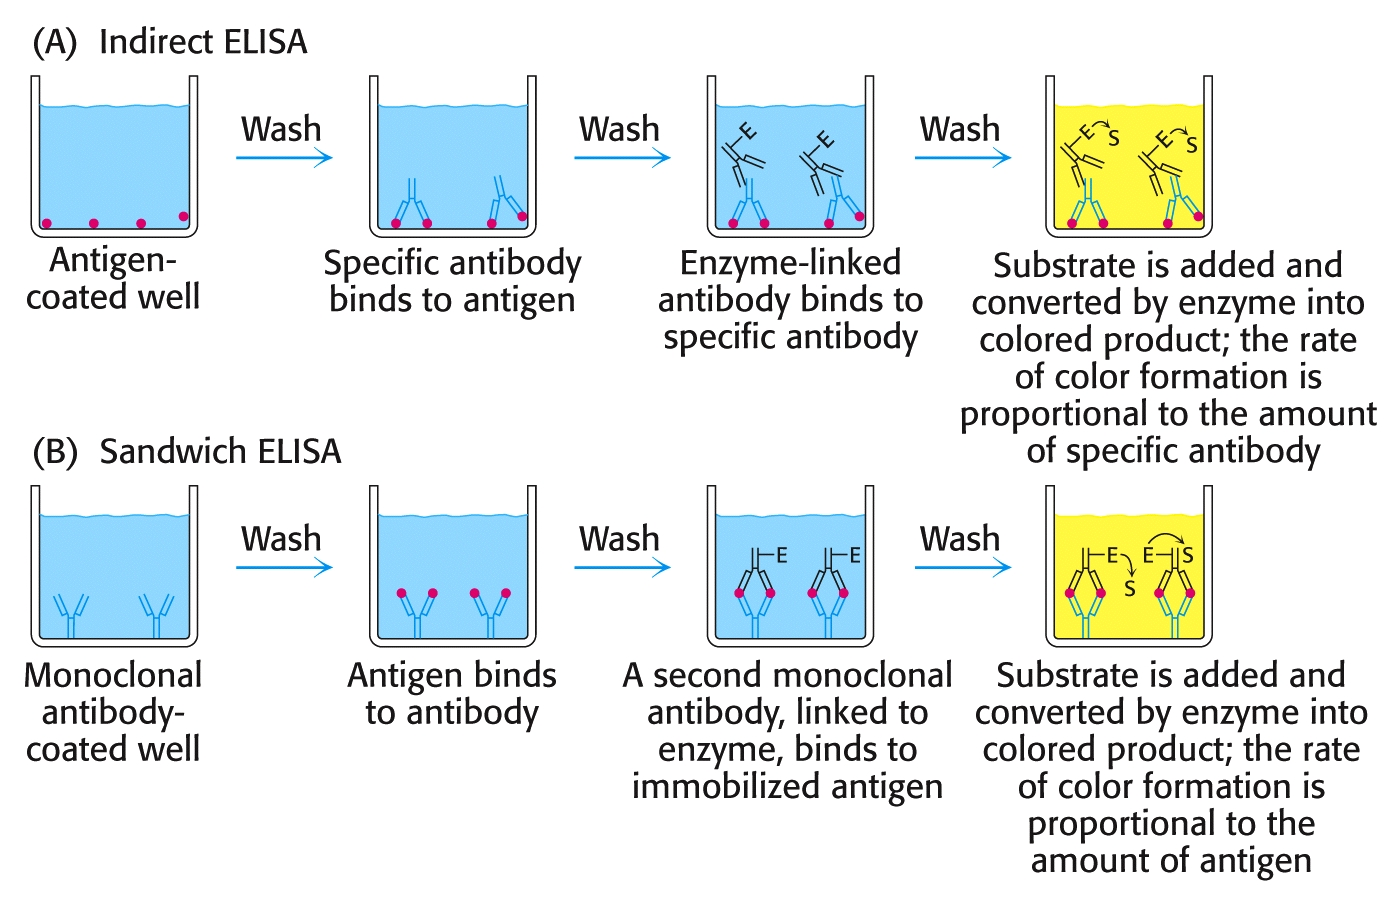 (A) Indirect ELISA
Wash
Wash
Wash
E
E
E
S
E
S
Antigen-
coated well
Specific antibody
binds to antigen
Enzyme-linked
antibody binds to
specific antibody
Substrate is added and
converted by enzyme into
colored product; the rate
of color formation is
proportional to the amount
of specific antibody
(B) Sandwich ELISA
Wash
Wash
Wash
E
E
E
S
E
S
Monoclonal
antibody-
coated well
Antigen binds
to antibody
A second monoclonal
antibody, linked to
enzyme, binds to
immobilized antigen
Substrate is added and
converted by enzyme into
colored product; the rate
of color formation is
proportional to the
amount of antigen